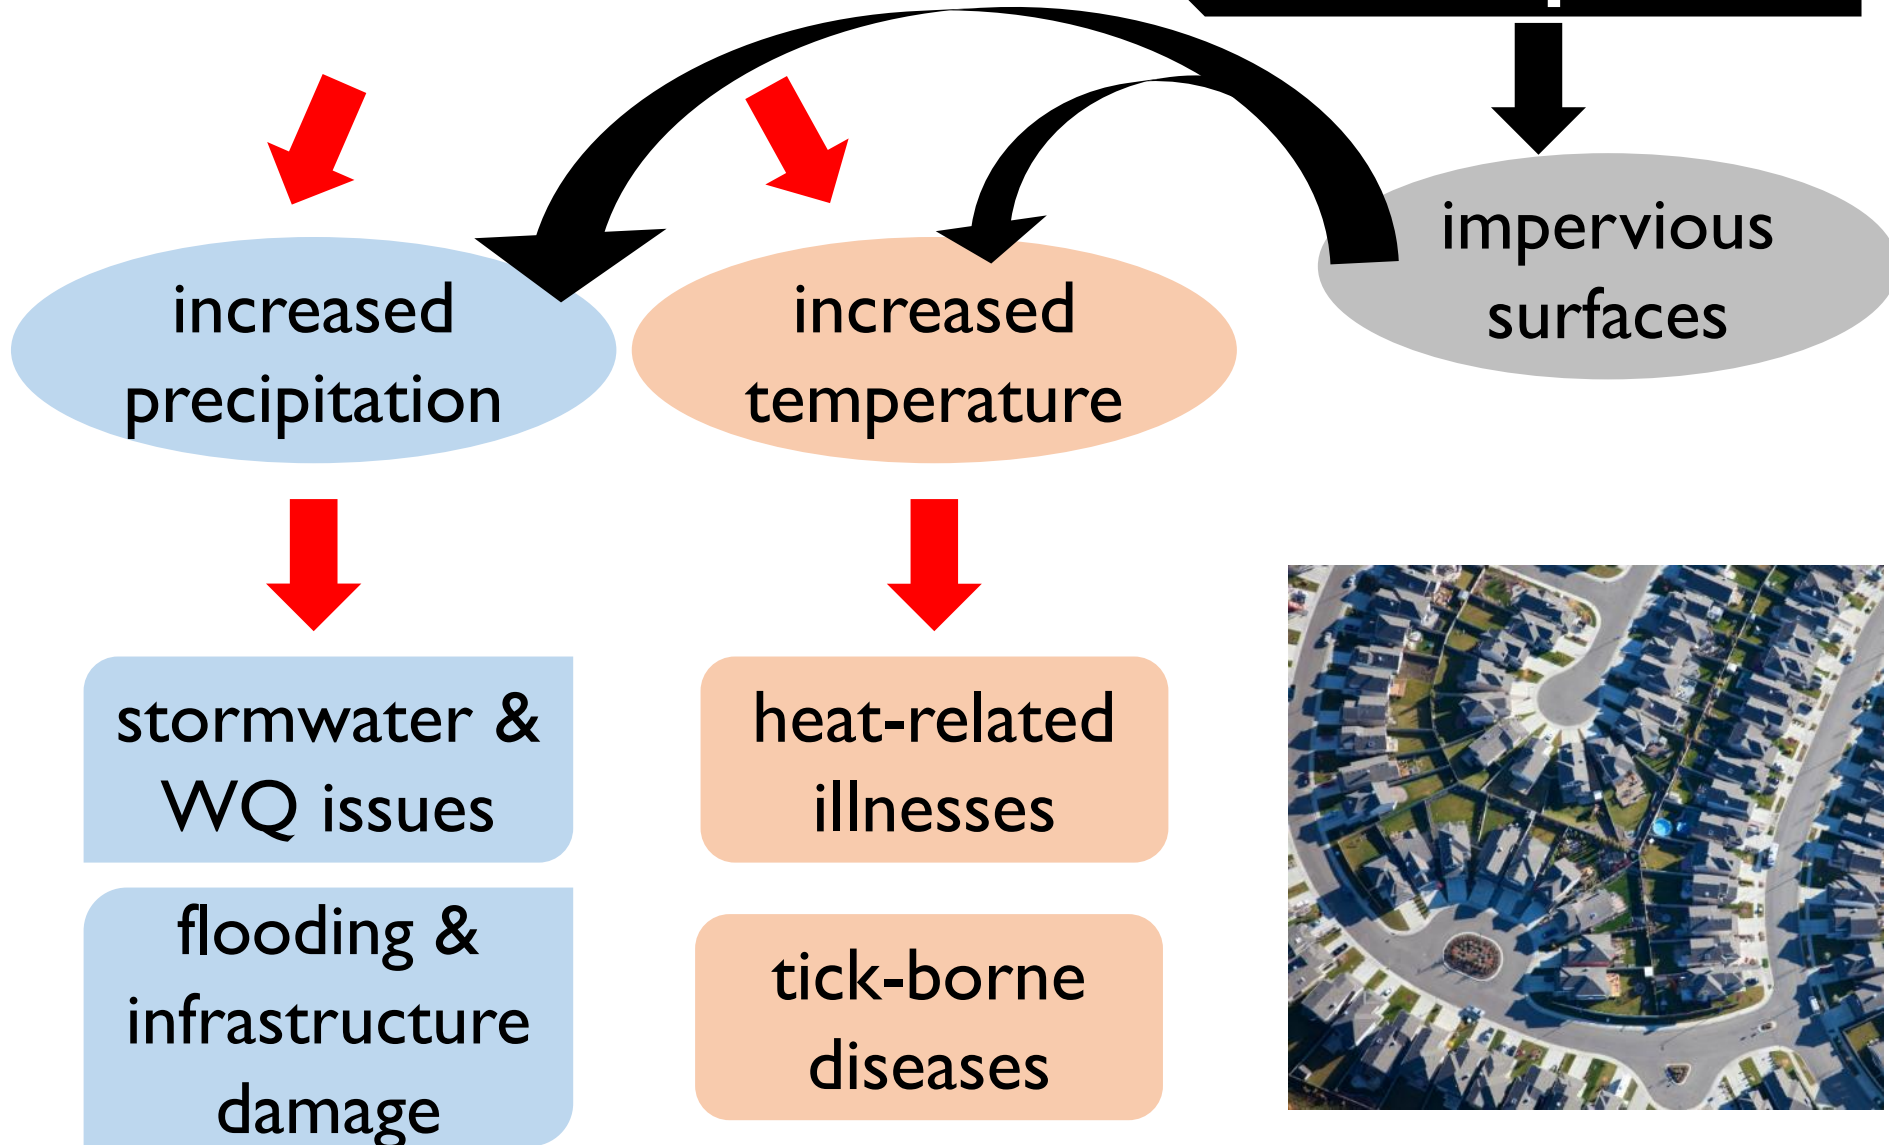 increased
precipitation
increased
temperature
impervious
surfaces
stormwater &
WQ issues
flooding &
infrastructure
damage
heat-related
illnesses
tick-borne
diseases